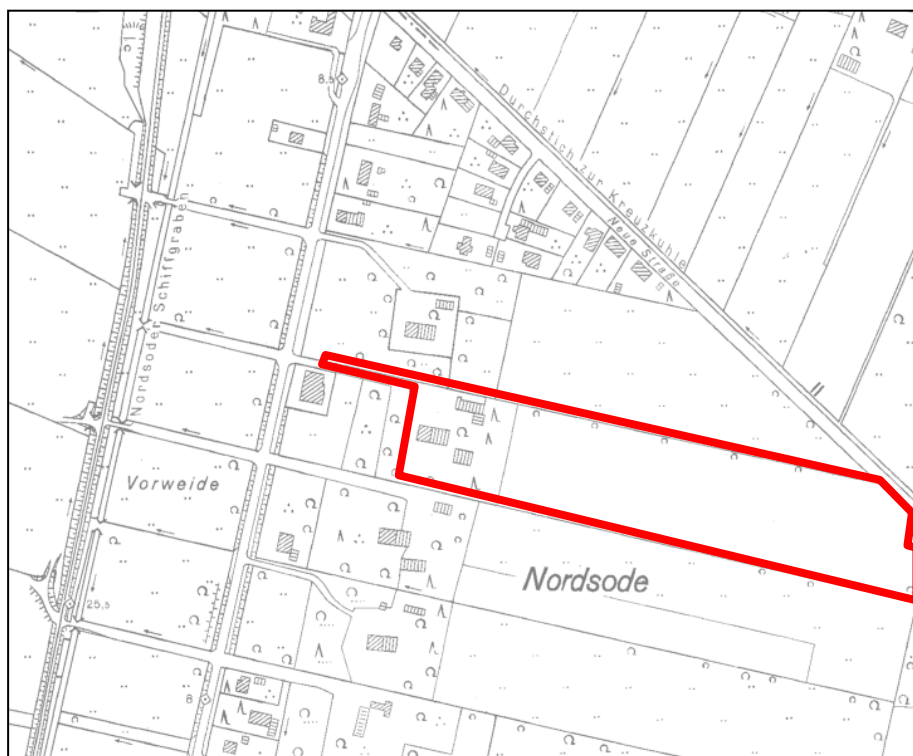 8.5
Durchstich zur Kreuzkuhle
Neue Straße
Nordsoder Schiffgraben
Vorweide
Nordsode
25,5
8